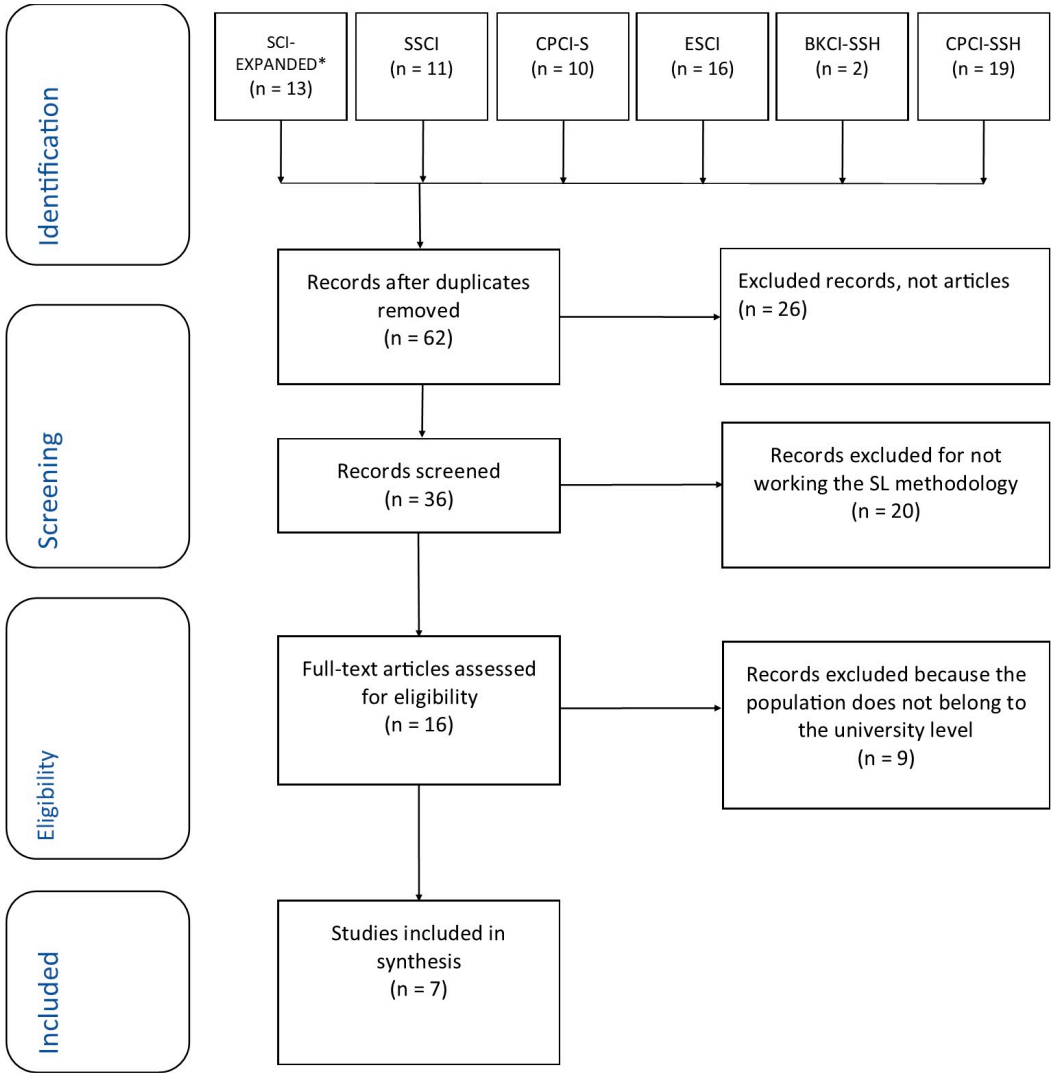 Identification
SCI-
EXPANDED*
(n = 13)
SSCI
(n = 11)
CPCI-S
(n = 10)
ESCI
(n = 16)
BKCI-SSH
(n = 2)
CPCI-SSH
(n = 19)
Records after duplicates
removed
(n = 62)
Excluded records, not articles
(n = 26)
Screening
Records screened
(n = 36)
Records excluded for not
working the SL methodology
(n = 20)
Eligibility
Full-text articles assessed
for eligibility
(n = 16)
Records excluded because the
population does not belong to
the university level
(n = 9)
Included
Studies included in
synthesis
(n = 7)